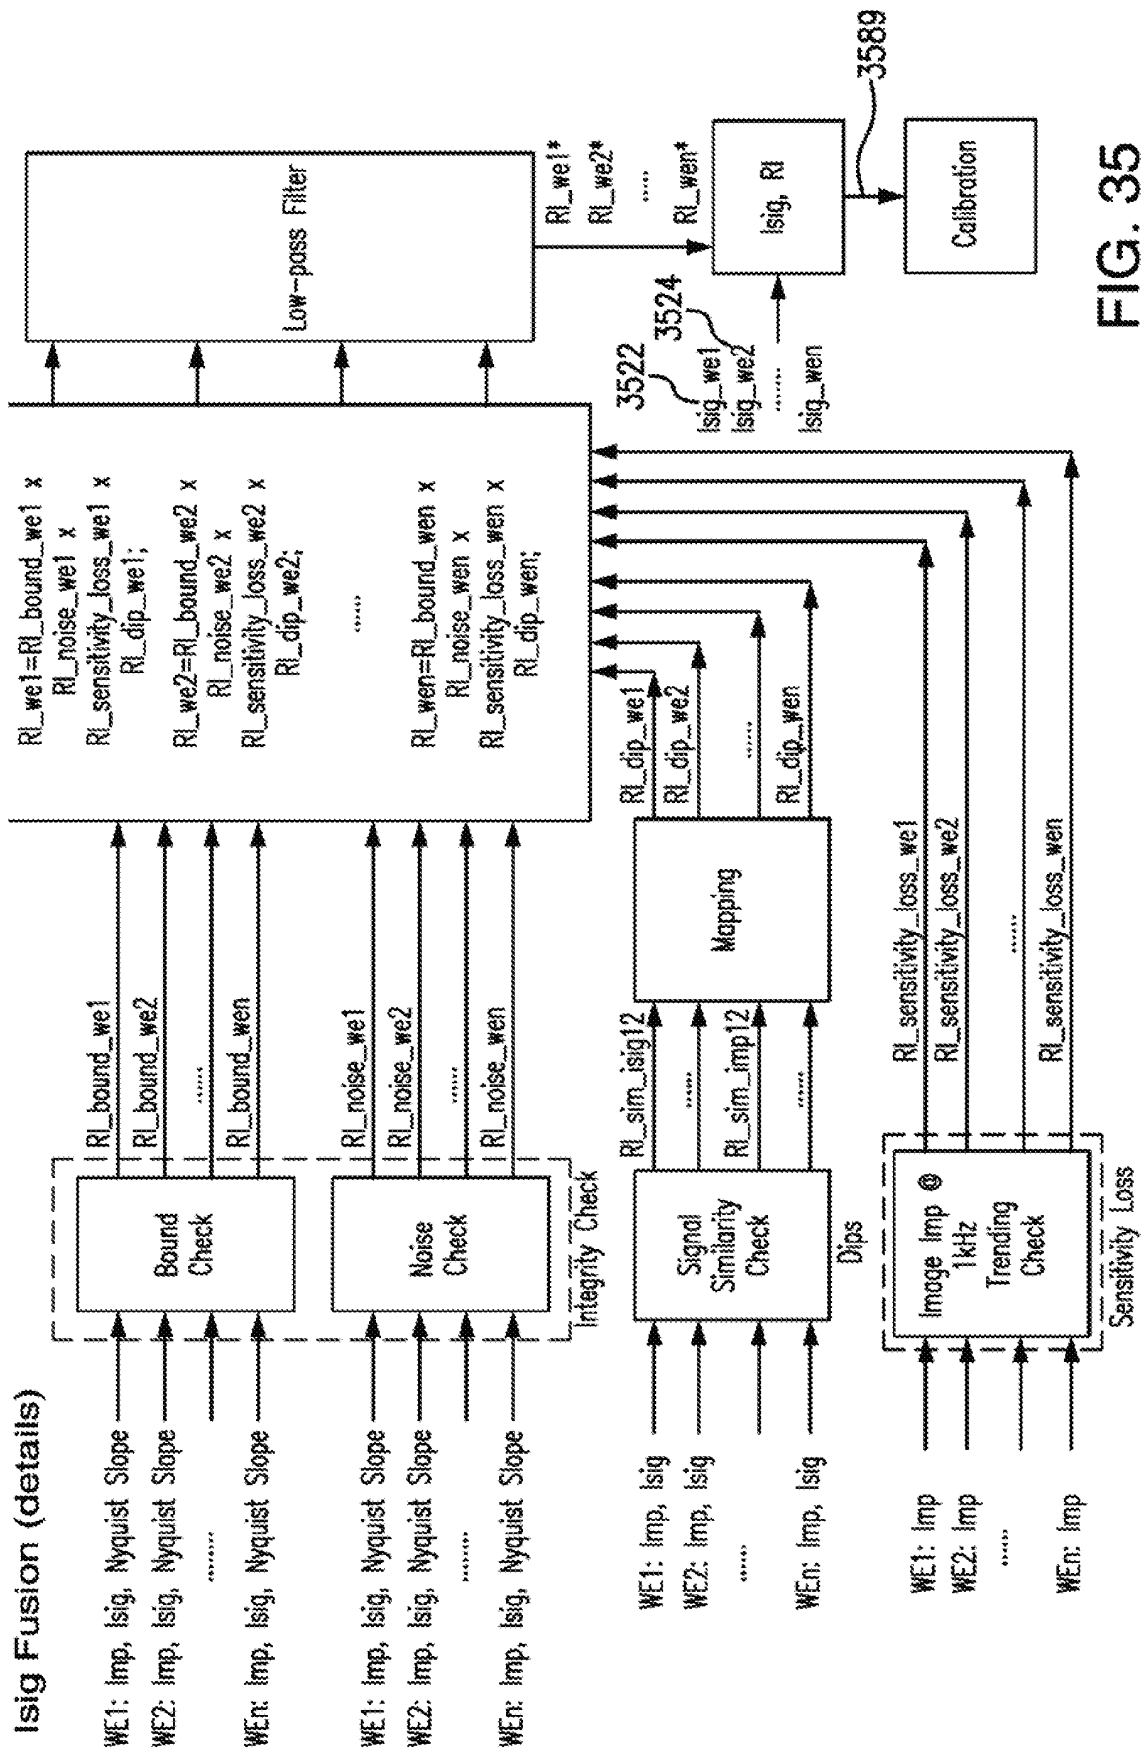 Isig Fusion (details)
WE1: Imp, Isig, Nyquist Slope
WE2: Imp, Isig, Nyquist Slope
........
WEn: Imp, Isig, Nyquist Slope
WE1: Imp, Isig, Nyquist Slope
WE2: Imp, Isig, Nyquist Slope
........
WEn: Imp, Isig, Nyquist Slope
WE1: Imp, Isig
WE2: Imp, Isig
......
WEn: Imp, Isig
WE1: Imp
WE2: Imp
......
WEn: Imp
Bound
Check
Noise
Check
Integrity Check
Signal
Similarity
Check
Dips
Image Imp @
1kHz
Trending
Check
Sensitivity Loss
RI_bound_we1
RI_bound_we2
......
RI_bound_wen
RI_noise_we1
RI_noise_we2
......
RI_noise_wen
RI_sim_isig12
......
RI_sim_imp12
......
Mapping
RI_dip_we1
RI_dip_we2
......
RI_dip_wen
RI_sensitivity_loss_we1
RI_sensitivity_loss_we2
......
RI_sensitivity_loss_wen
RI_we1=RI_bound_we1 x
RI_noise_we1 x
RI_sensitivity_loss_we1 x
RI_dip_we1;
RI_we2=RI_bound_we2 x
RI_noise_we2 x
RI_sensitivity_loss_we2 x
RI_dip_we2;
......
RI_wen=RI_bound_wen x
RI_noise_wen x
RI_sensitivity_loss_wen x
RI_dip_wen;
Low-pass Filter
RI_we1*
RI_we2*
......
RI_wen*
3522
3524
Isig_we1
Isig_we2
......
Isig_wen
Isig, RI
3589
Calibration
FIG. 35